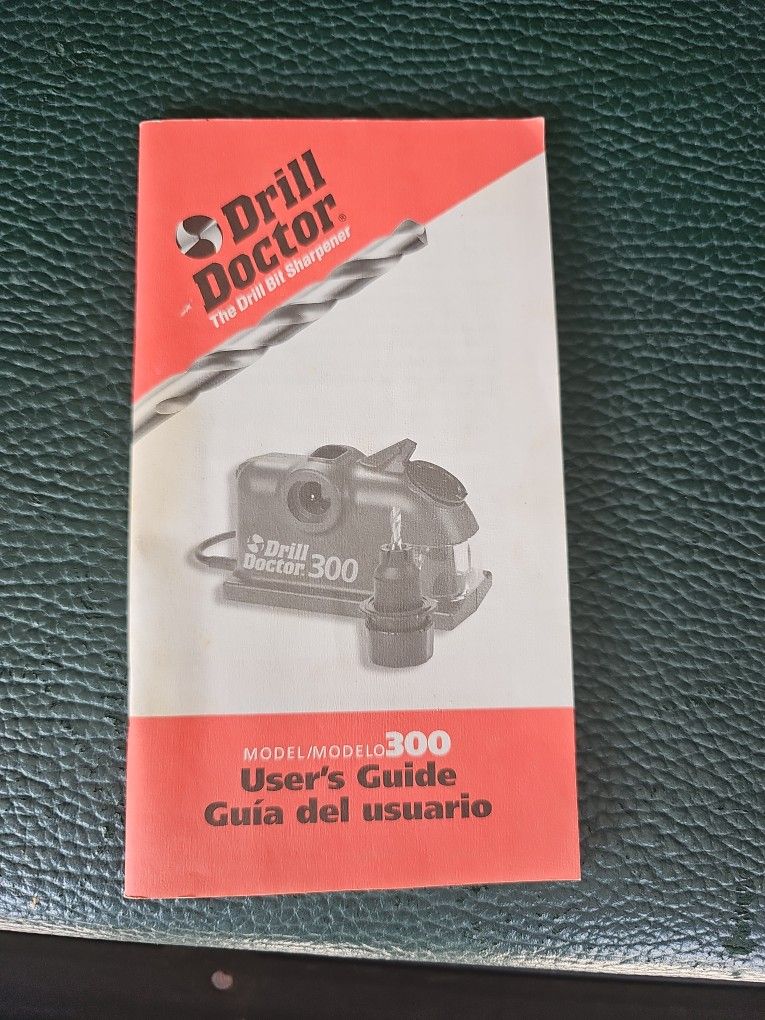 Drill
Doctor®
The Drill Bit Sharpener
Drill
Doctor® 300
MODEL/MODELO 300
User's Guide
Guía del usuario